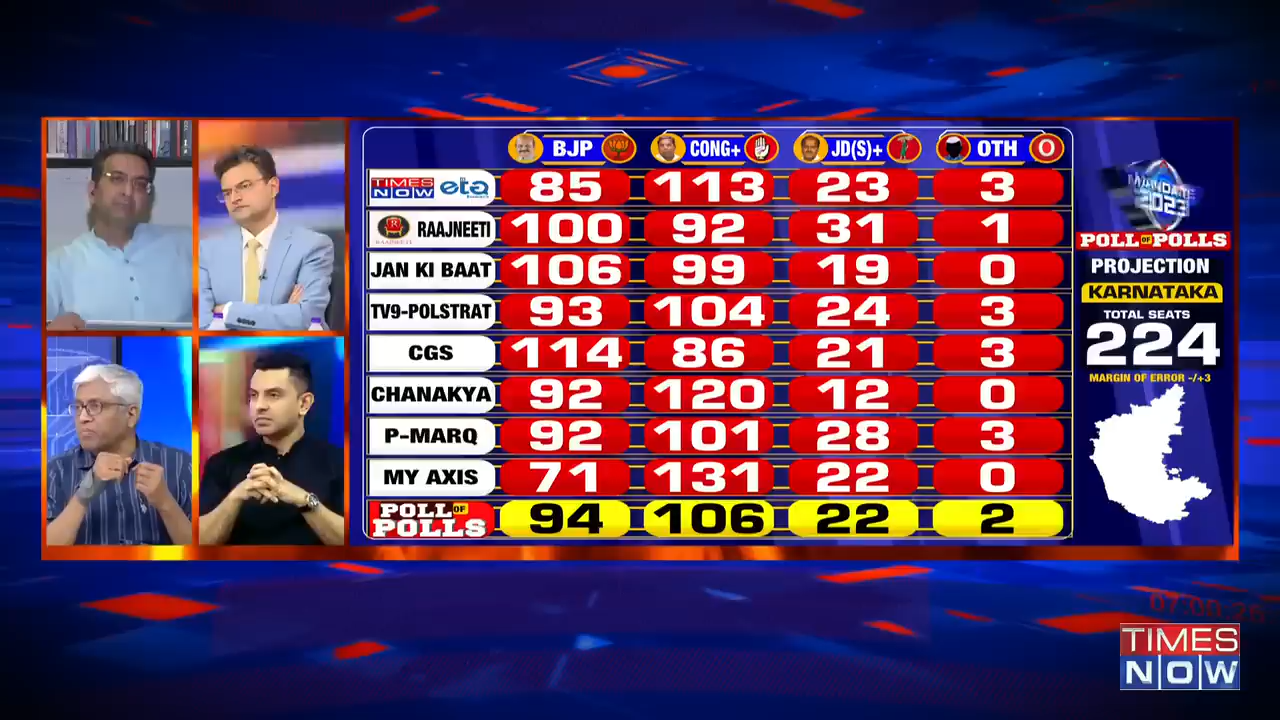 BJP CONG+ JD(S)+ OTH O
TIMES NOW eta 85 113 23 3
RAAJNEETI 100 92 31 1
JAN KI BAAT 106 99 19 0
TV9-POLSTRAT 93 104 24 3
CGS 114 86 21 3
CHANAKYA 92 120 12 0
P-MARQ 92 101 28 3
MY AXIS 71 131 22 0
POLL OF POLLS 94 106 22 2
MANDATE
2023
POLL OF POLLS
PROJECTION
KARNATAKA
TOTAL SEATS
224
MARGIN OF ERROR -/+3
TIMES
NOW